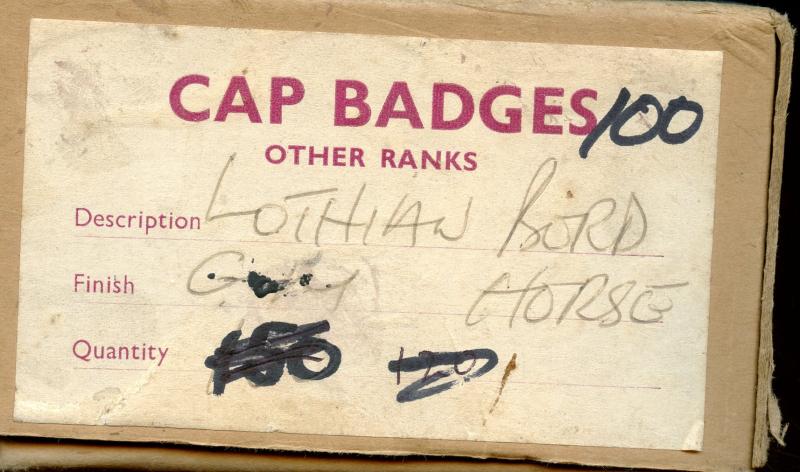 CAP BADGES /100
OTHER RANKS
Description LOTHIAN BORD
Finish HORSE
Quantity 150 120